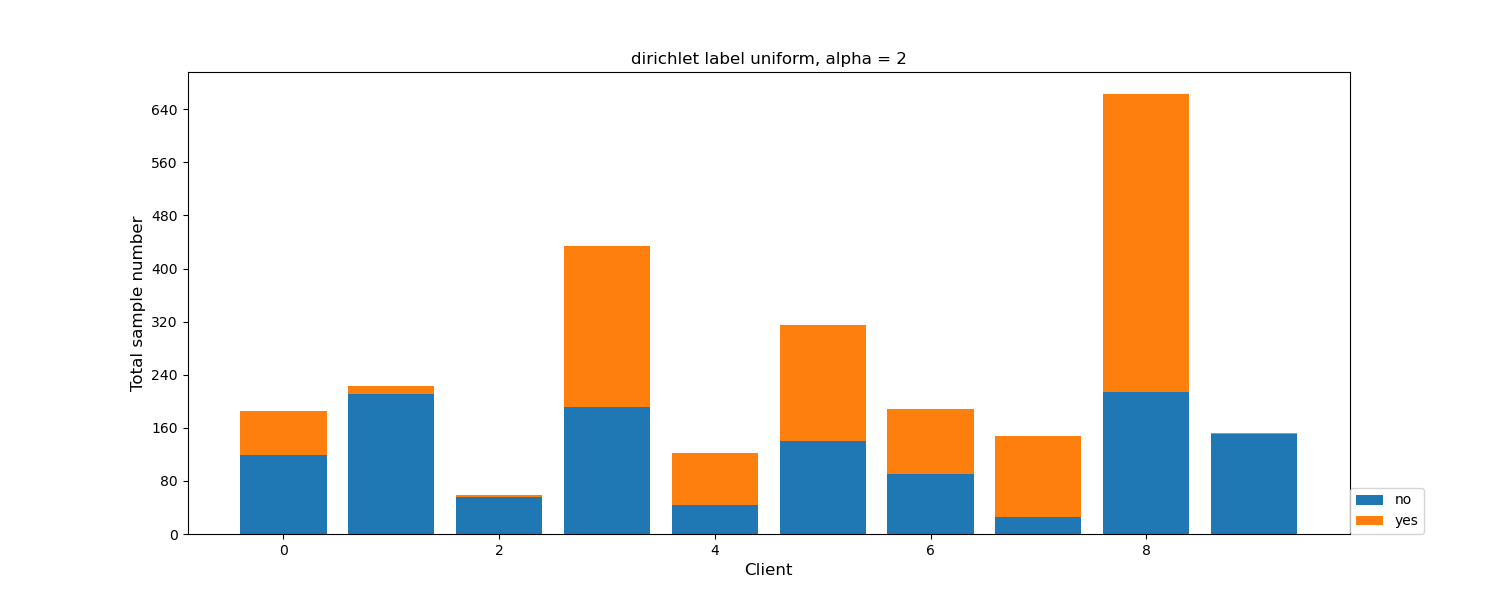 dirichlet label uniform, alpha = 2
Total sample number
640
560
480
400
320
240
160
80
0
0 2 4 6 8
Client
no
yes